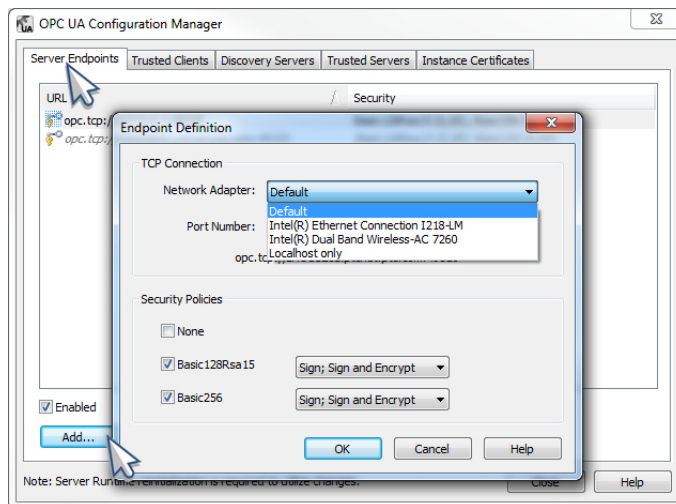 OPC UA Configuration Manager
Server Endpoints Trusted Clients Discovery Servers Trusted Servers Instance Certificates
URL / Security
opc.tcp:/
opc.tcp:/
Endpoint Definition
TCP Connection
Network Adapter: Default
Default
Port Number: Intel(R) Ethernet Connection I218-LM
Intel(R) Dual Band Wireless-AC 7260
Localhost only
opc.tcp://
Security Policies
None
Basic128Rsa15 Sign; Sign and Encrypt
Basic256 Sign; Sign and Encrypt
Enabled
Add...
OK Cancel Help
Note: Server Runtime reinitialization is required to utilize changes.
Close Help